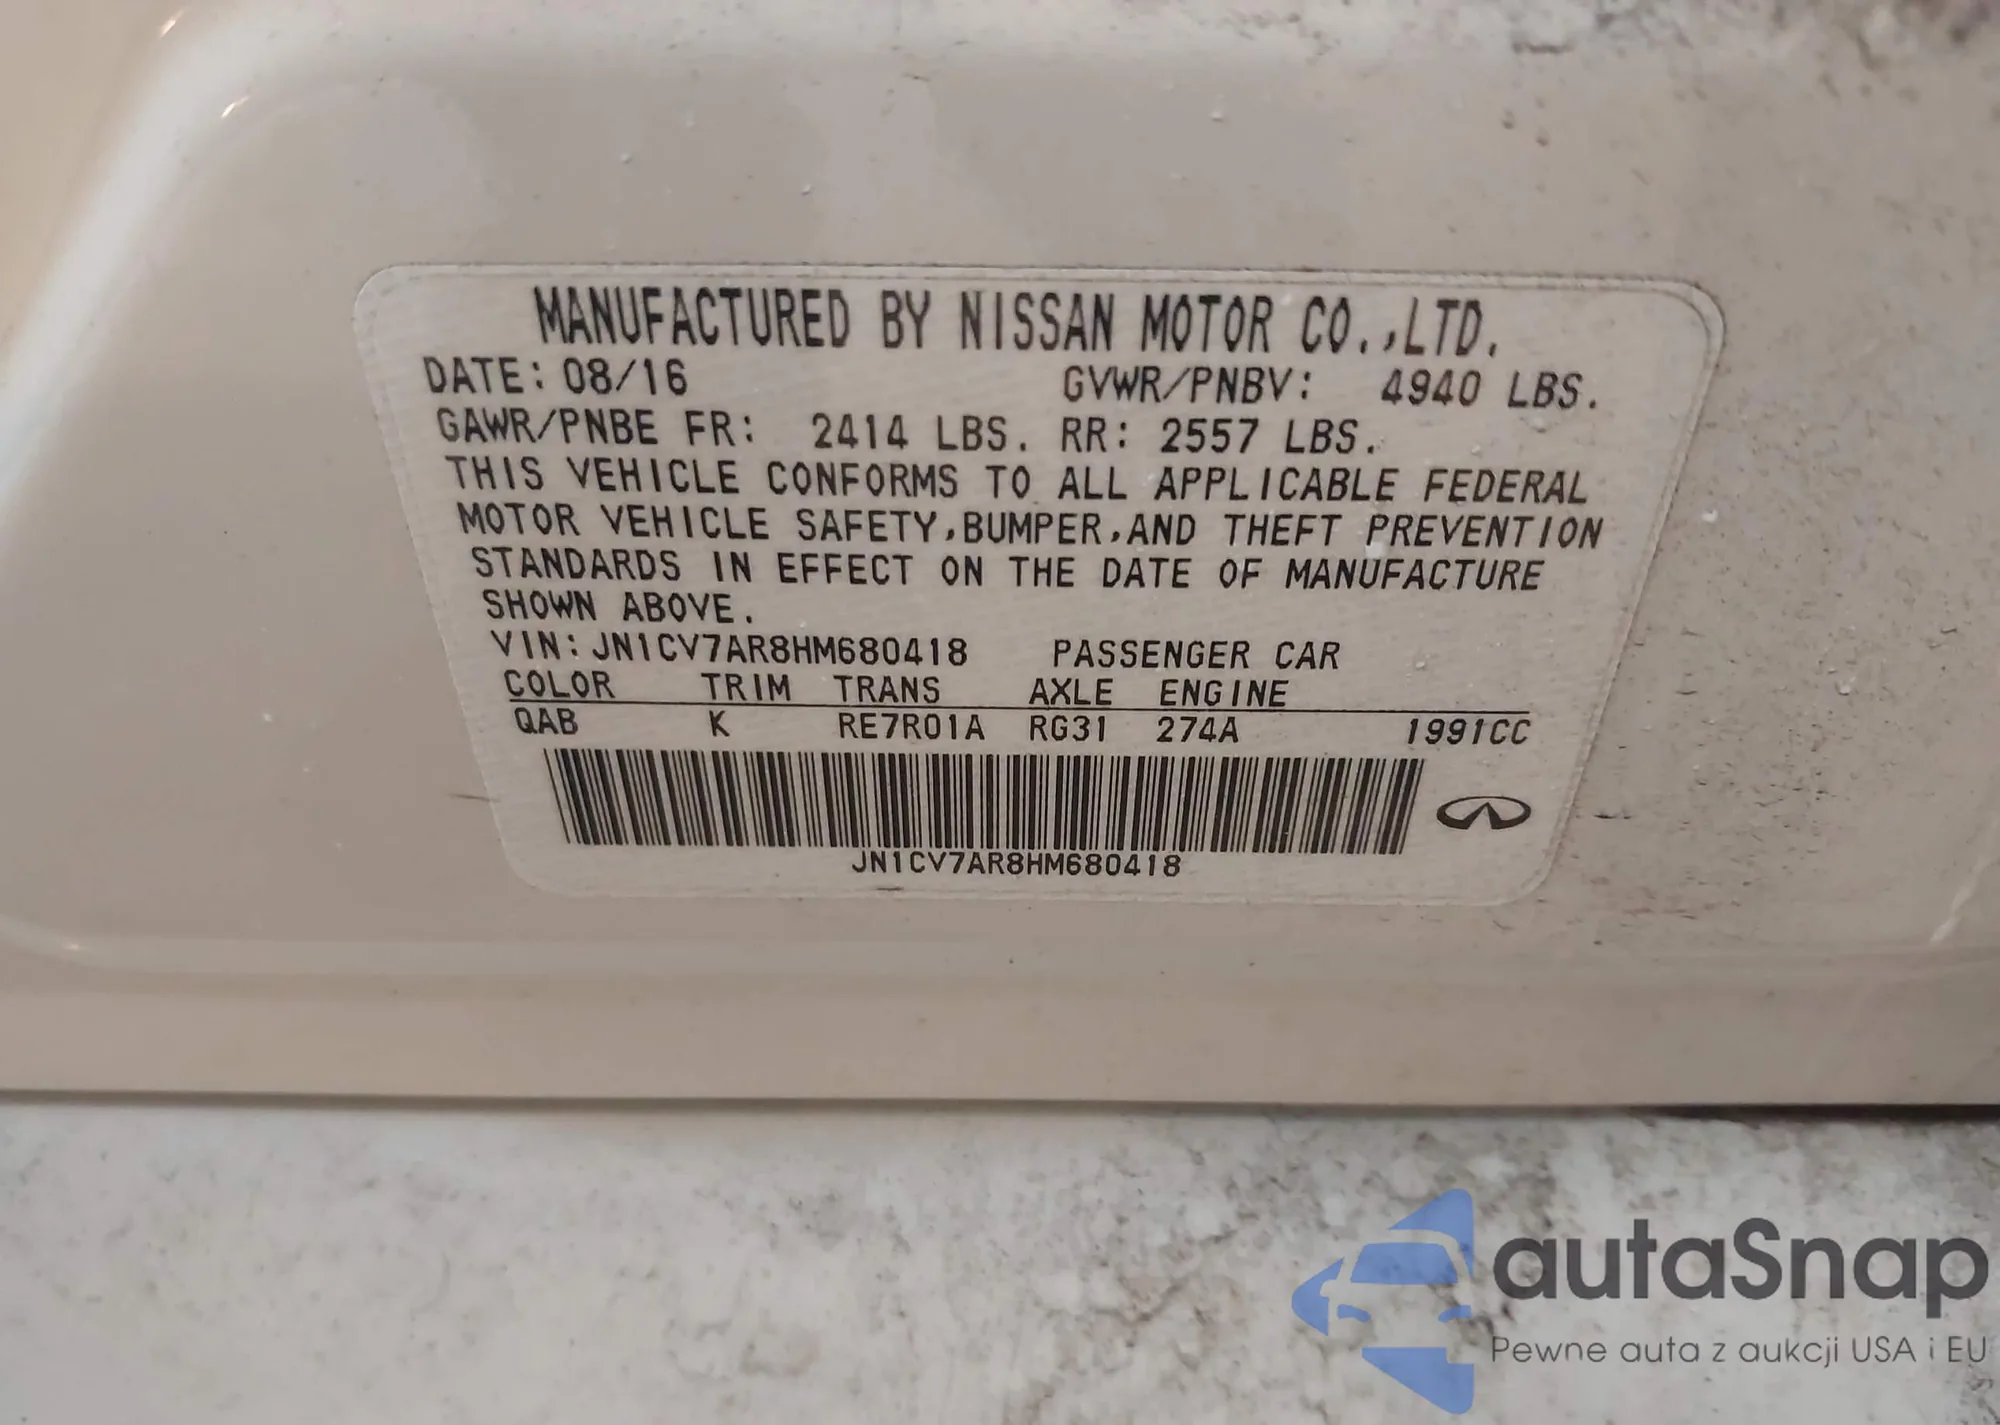 MANUFACTURED BY NISSAN MOTOR CO.,LTD.
DATE: 08/16 GVWR/PNBV: 4940 LBS.
GAWR/PNBE FR: 2414 LBS. RR: 2557 LBS.
THIS VEHICLE CONFORMS TO ALL APPLICABLE FEDERAL
MOTOR VEHICLE SAFETY,BUMPER,AND THEFT PREVENTION
STANDARDS IN EFFECT ON THE DATE OF MANUFACTURE
SHOWN ABOVE.
VIN: JN1CV7AR8HM680418 PASSENGER CAR
COLOR TRIM TRANS AXLE ENGINE
QAB K RE7R01A RG31 274A 1991CC
JN1CV7AR8HM680418
autaSnap
Pewne auta z aukcji USA i EU